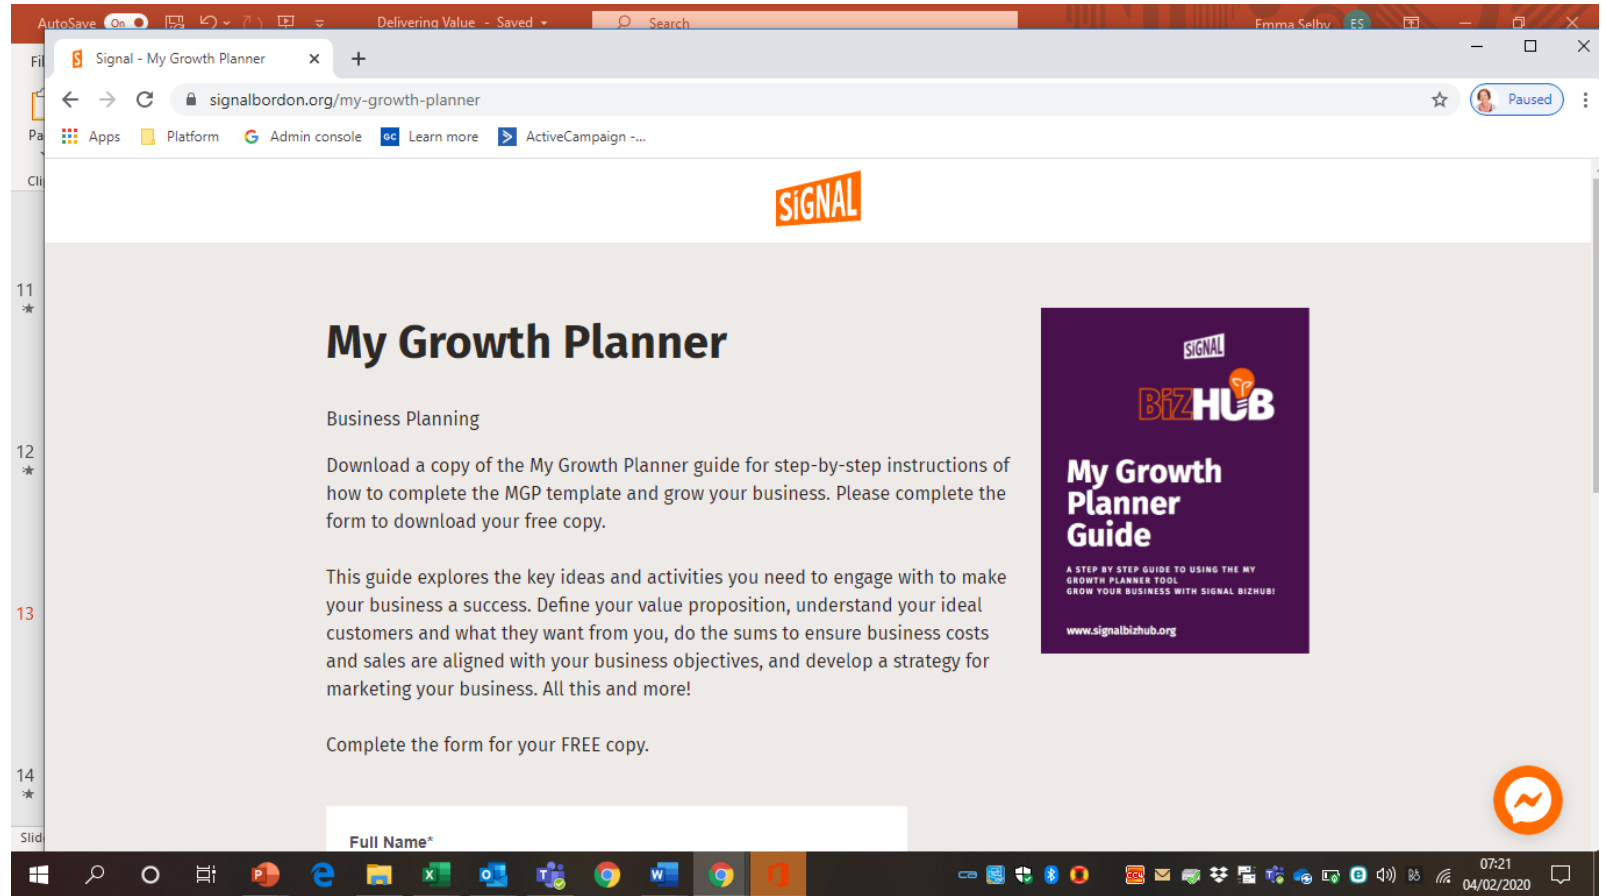 AutoSave On Delivering Value - Saved Search Emma Selby ES
Fil
Signal - My Growth Planner
signalbordon.org/my-growth-planner Paused
Pa
Apps Platform G Admin console GC Learn more ActiveCampaign -...
Cli
SiGNAL
11
My Growth Planner
Business Planning
Download a copy of the My Growth Planner guide for step-by-step instructions of
how to complete the MGP template and grow your business. Please complete the
form to download your free copy.
This guide explores the key ideas and activities you need to engage with to make
your business a success. Define your value proposition, understand your ideal
customers and what they want from you, do the sums to ensure business costs
and sales are aligned with your business objectives, and develop a strategy for
marketing your business. All this and more!
Complete the form for your FREE copy.
Full Name*
SiGNAL
BiZHUB
My Growth
Planner
Guide
A STEP BY STEP GUIDE TO USING THE MY
GROWTH PLANNER TOOL
GROW YOUR BUSINESS WITH SIGNAL BIZHUB!
www.signalbizhub.org
12
13
14
Slid
07:21
04/02/2020